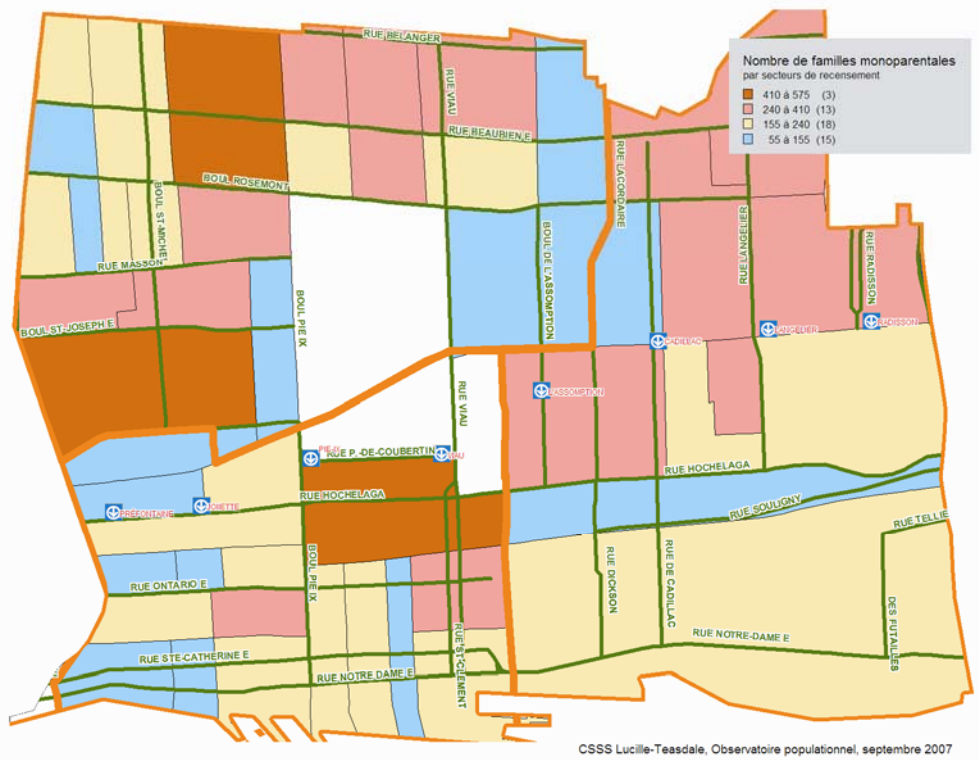 RUE BELANGER
Nombre de familles monoparentales
par secteurs de recensement
410 à 575 (3)
240 à 410 (13)
155 à 240 (18)
55 à 155 (15)
RUE VIAU
RUE BEAUBIEN E
RUE LACORDAIRE
BOUL ROSEMONT
BOUL ST-MICHE
RUE LANGELIER
BOUL DE L'ASSOMPTION
RUE RADISSON
RUE MASSON
BOUL PIE IX
BOUL ST-JOSEPH E
RADISSON
LANGELIER
CADILLAC
L'ASSOMPTION
RUE VIAU
PIE-IX
RUE P.-DE-COUBERTIN
VIAU
RUE HOCHELAGA
RUE HOCHELAGA
JOLIETTE
PRÉFONTAINE
RUE SOULIGNY
RUE TELLIE
BOUL PIE IX
RUE DICKSON
RUE DE CADILLAC
RUE ONTARIO E
DES FUTAILLES
RUE NOTRE-DAME E
RUE ST-CLEMENT
RUE STE-CATHERINE E
RUE NOTRE DAME E
CSSS Lucille-Teasdale, Observatoire populationnel, septembre 2007